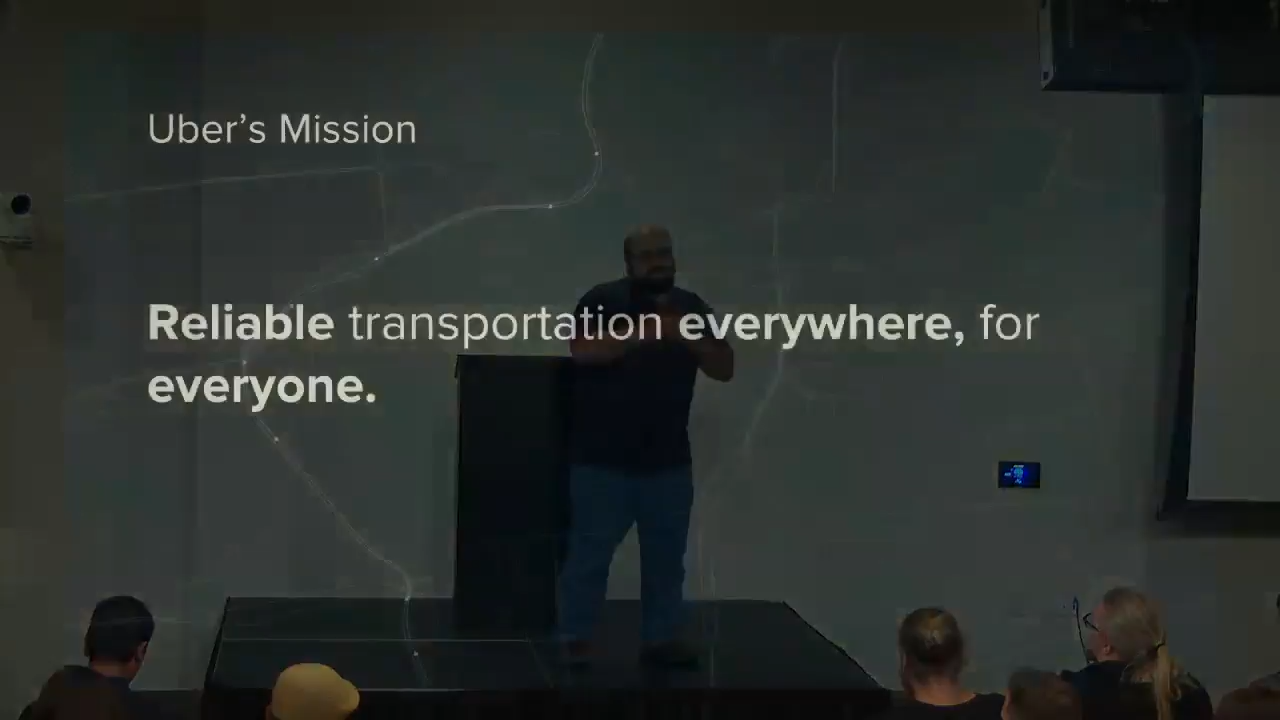 Uber’s Mission
Reliable transportation everywhere, for
everyone.